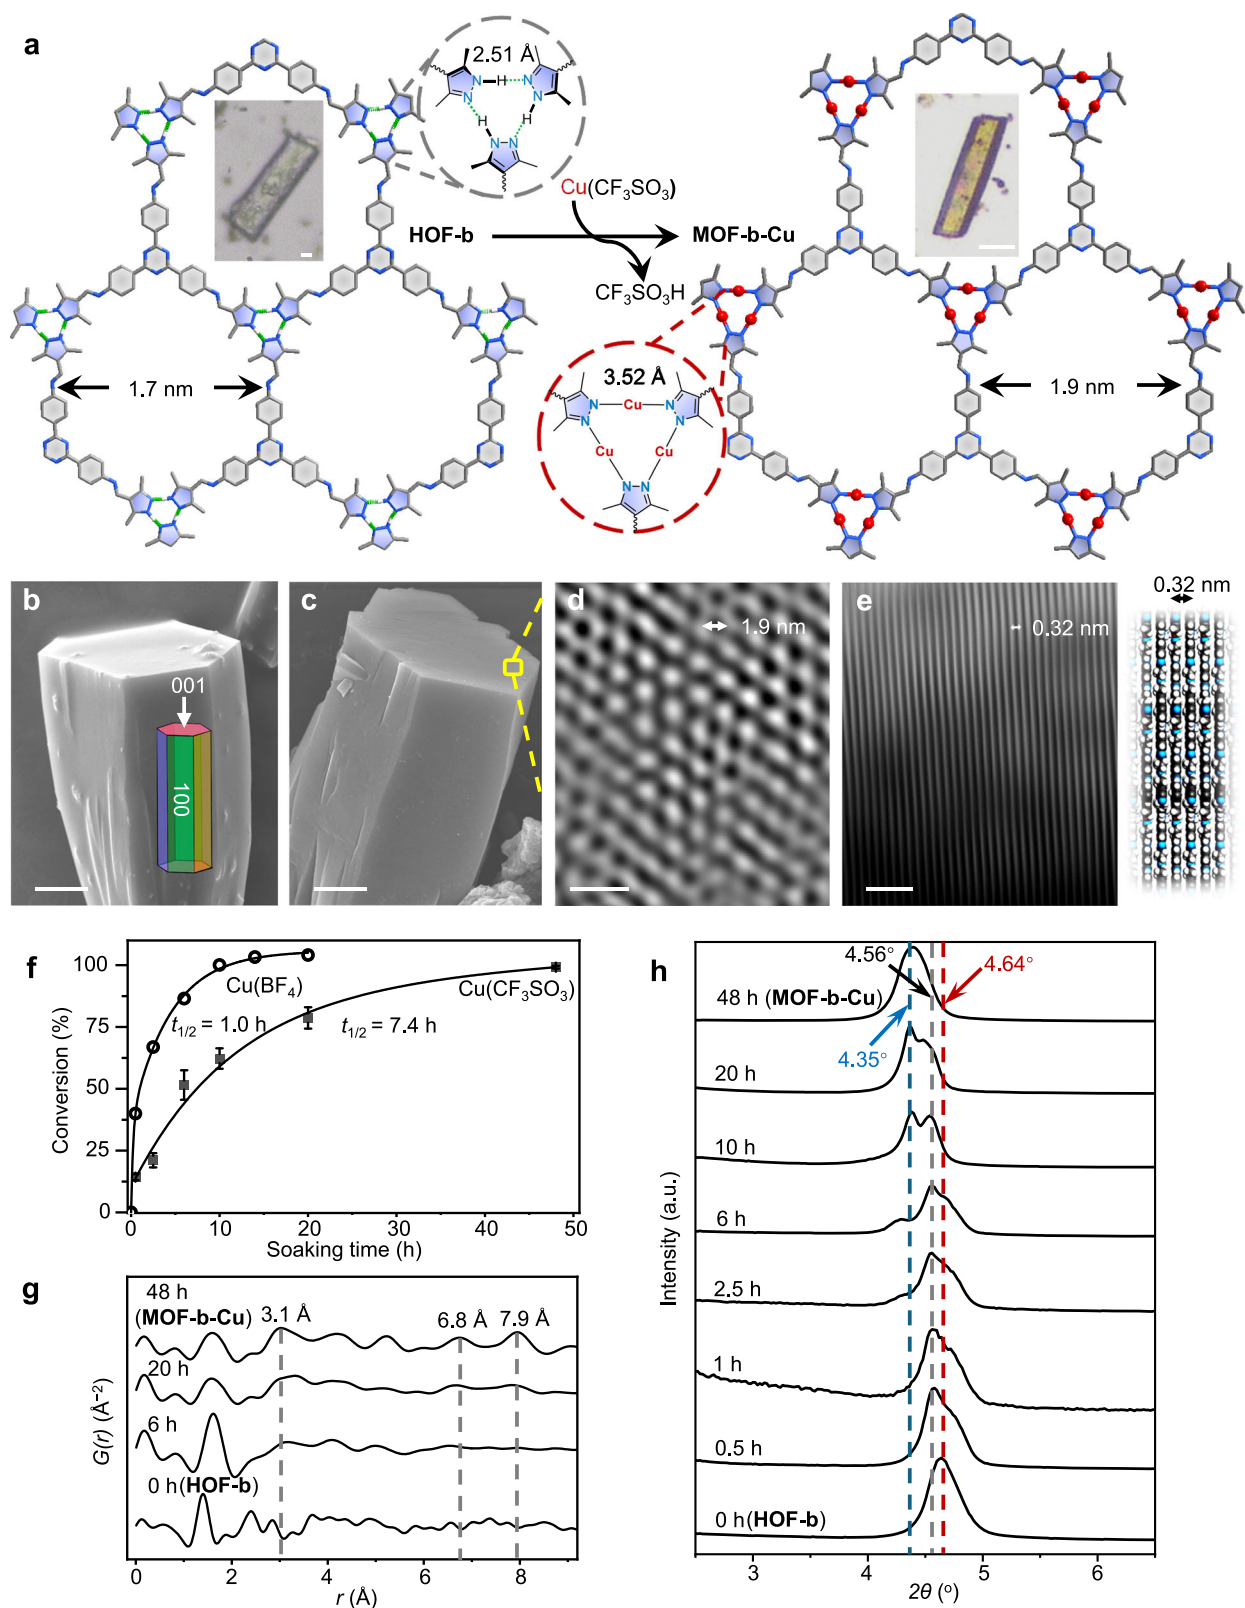 a
2.51 Å
N
H
N
N
N
H
H
N
N
Cu(CF₃SO₃)
HOF-b
MOF-b-Cu
CF₃SO₃H
1.7 nm
1.9 nm
3.52 Å
N
Cu
N
N
N
Cu
Cu
N
N
b
001
100
c
d
1.9 nm
e
0.32 nm
0.32 nm
f
Conversion (%)
100
75
50
25
0
Cu(BF₄)
Cu(CF₃SO₃)
t₁/₂ = 1.0 h
t₁/₂ = 7.4 h
0 10 20 30 40 50
Soaking time (h)
g
G(r) (Å⁻²)
48 h
(MOF-b-Cu)
3.1 Å
6.8 Å
7.9 Å
20 h
6 h
0 h(HOF-b)
0 2 4 6 8
r (Å)
h
Intensity (a.u.)
4.56°
4.64°
48 h (MOF-b-Cu)
4.35°
20 h
10 h
6 h
2.5 h
1 h
0.5 h
0 h(HOF-b)
3 4 5 6
2θ (°)